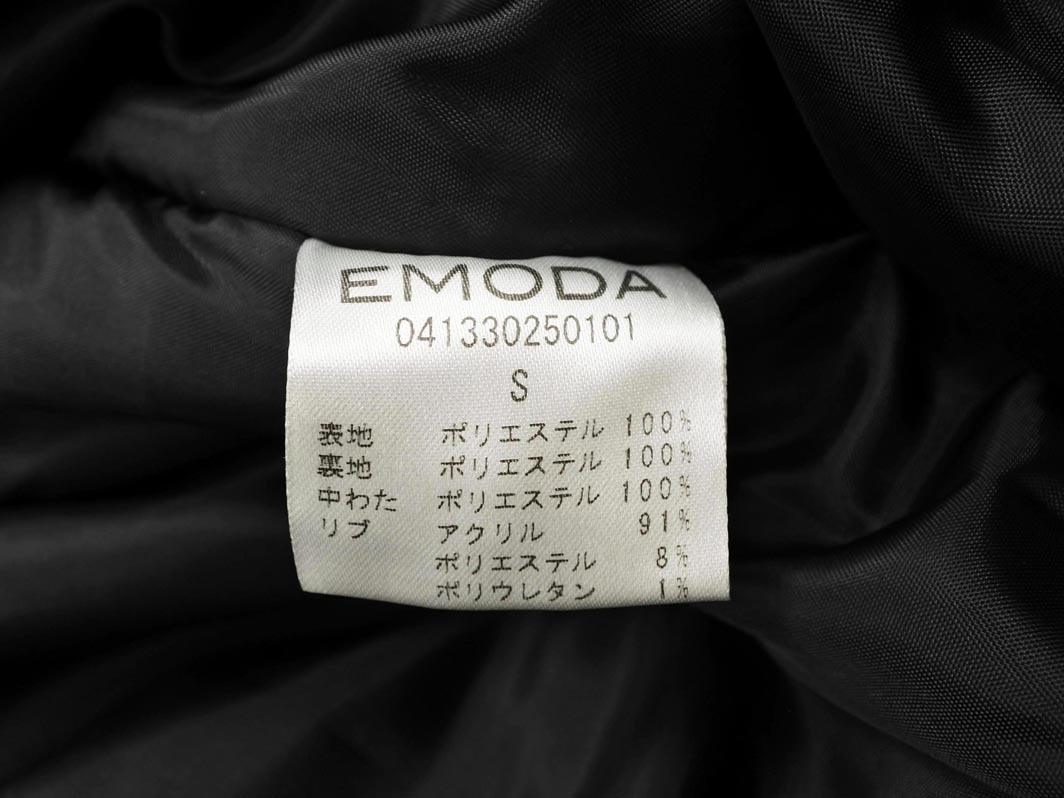 EMODA
041330250101
S
表地 ポリエステル 100%
裏地 ポリエステル 100%
中わた ポリエステル 100%
リブ アクリル 91%
ポリエステル 8%
ポリウレタン 1%